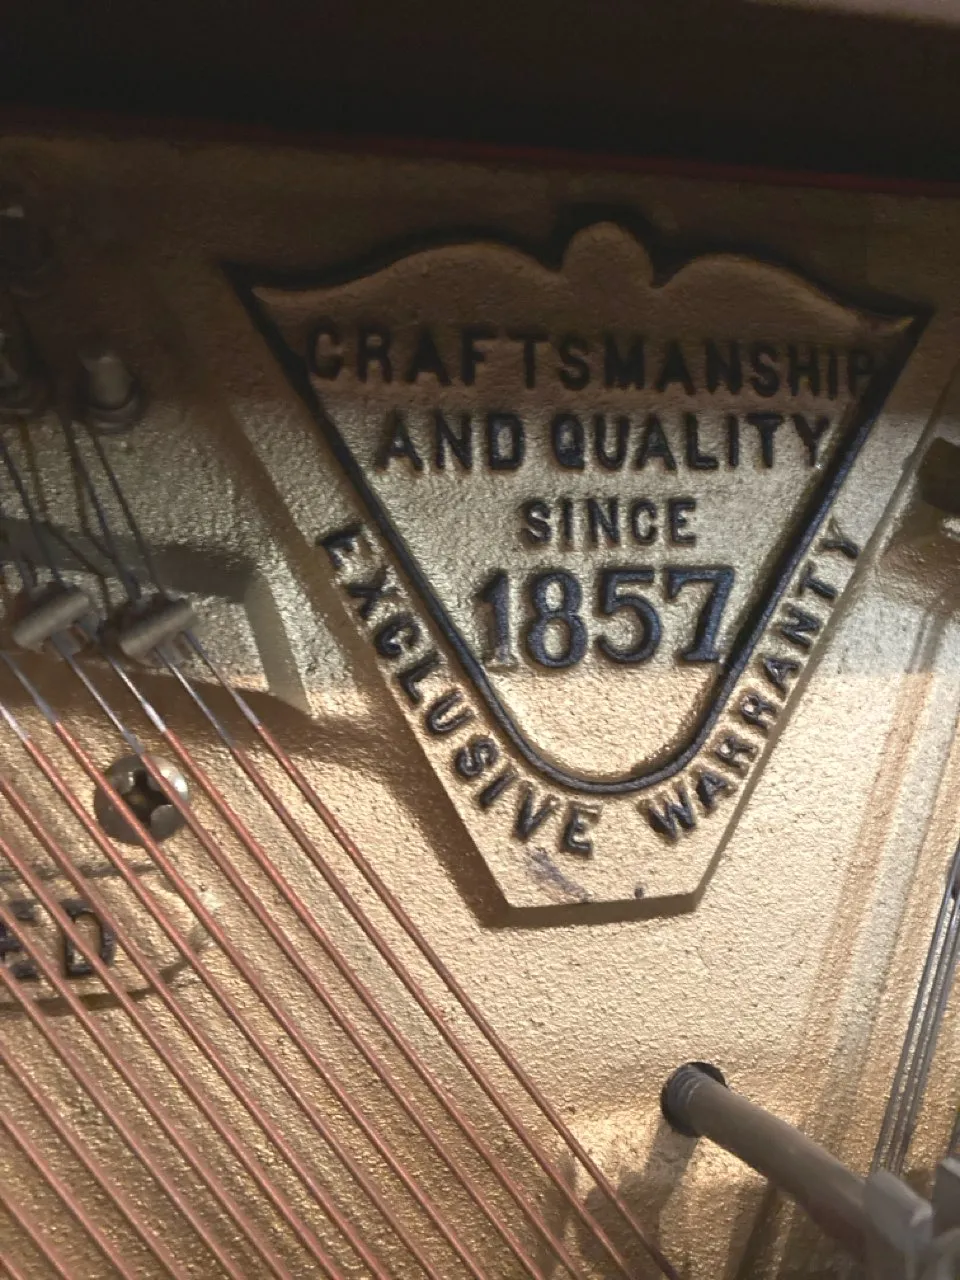 CRAFTSMANSHIP
AND QUALITY
SINCE
1857
EXCLUSIVE WARRANTY